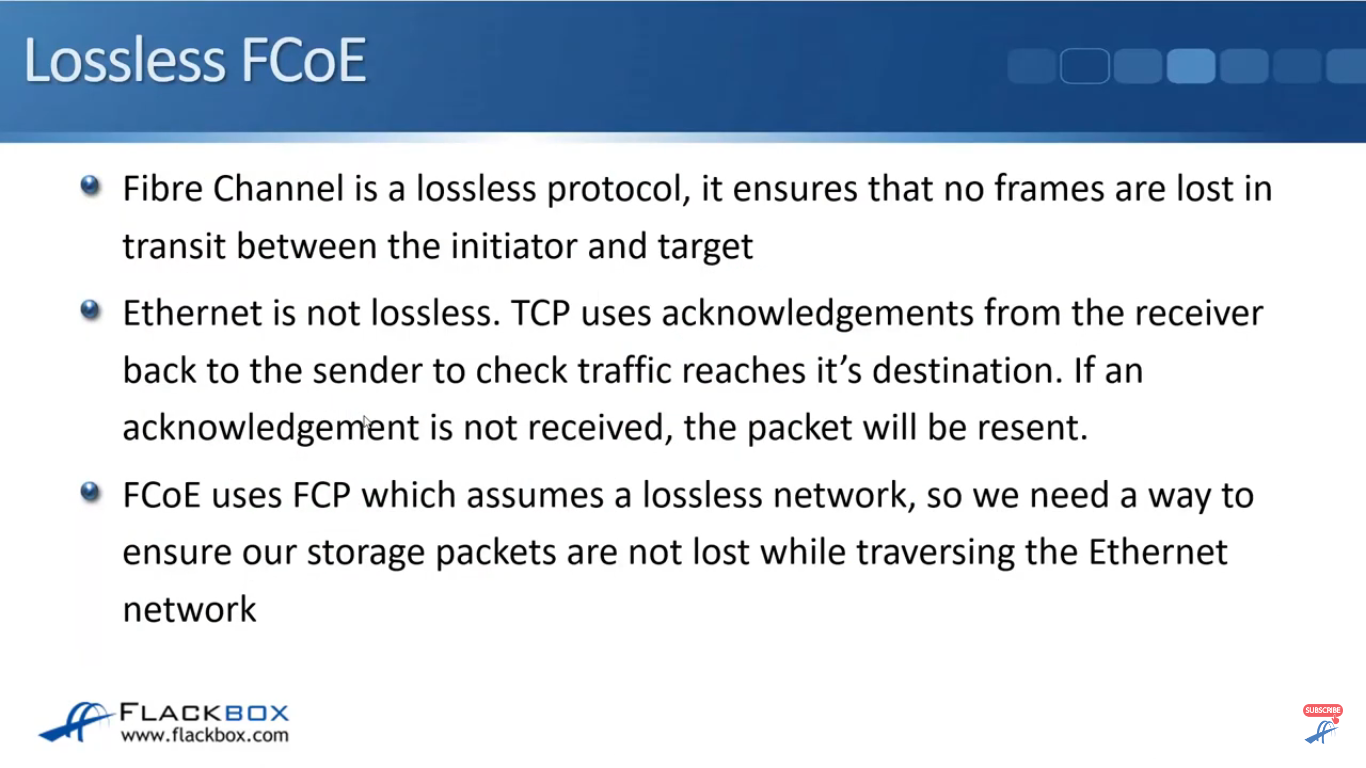 Lossless FCoE
Fibre Channel is a lossless protocol, it ensures that no frames are lost in
transit between the initiator and target
Ethernet is not lossless. TCP uses acknowledgements from the receiver
back to the sender to check traffic reaches it’s destination. If an
acknowledgement is not received, the packet will be resent.
FCoE uses FCP which assumes a lossless network, so we need a way to
ensure our storage packets are not lost while traversing the Ethernet
network
FLACKBOX
www.flackbox.com
SUBSCRIBE